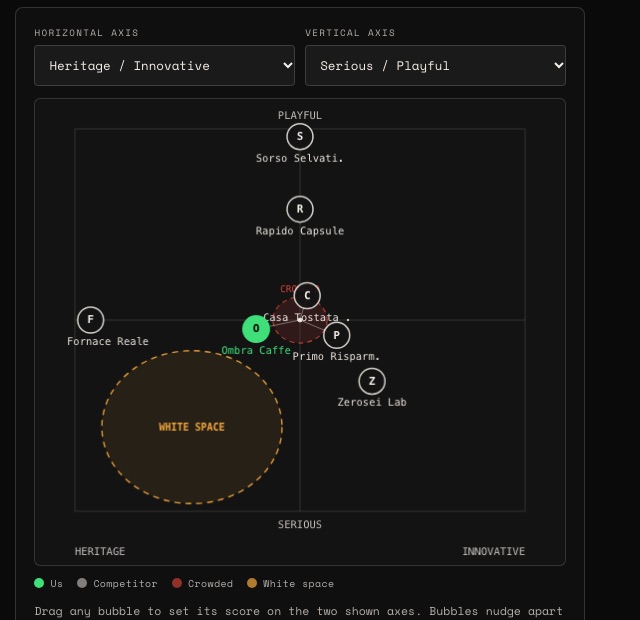 HORIZONTAL AXIS
VERTICAL AXIS
Heritage / Innovative
Serious / Playful
PLAYFUL
S
Sorso Selvati.
R
Rapido Capsule
C
Casa Tostata .
F
Fornace Reale
O
Ombra Caffe
P
Primo Risparm.
Z
Zerosei Lab
WHITE SPACE
SERIOUS
HERITAGE
INNOVATIVE
Us
Competitor
Crowded
White space
Drag any bubble to set its score on the two shown axes. Bubbles nudge apart